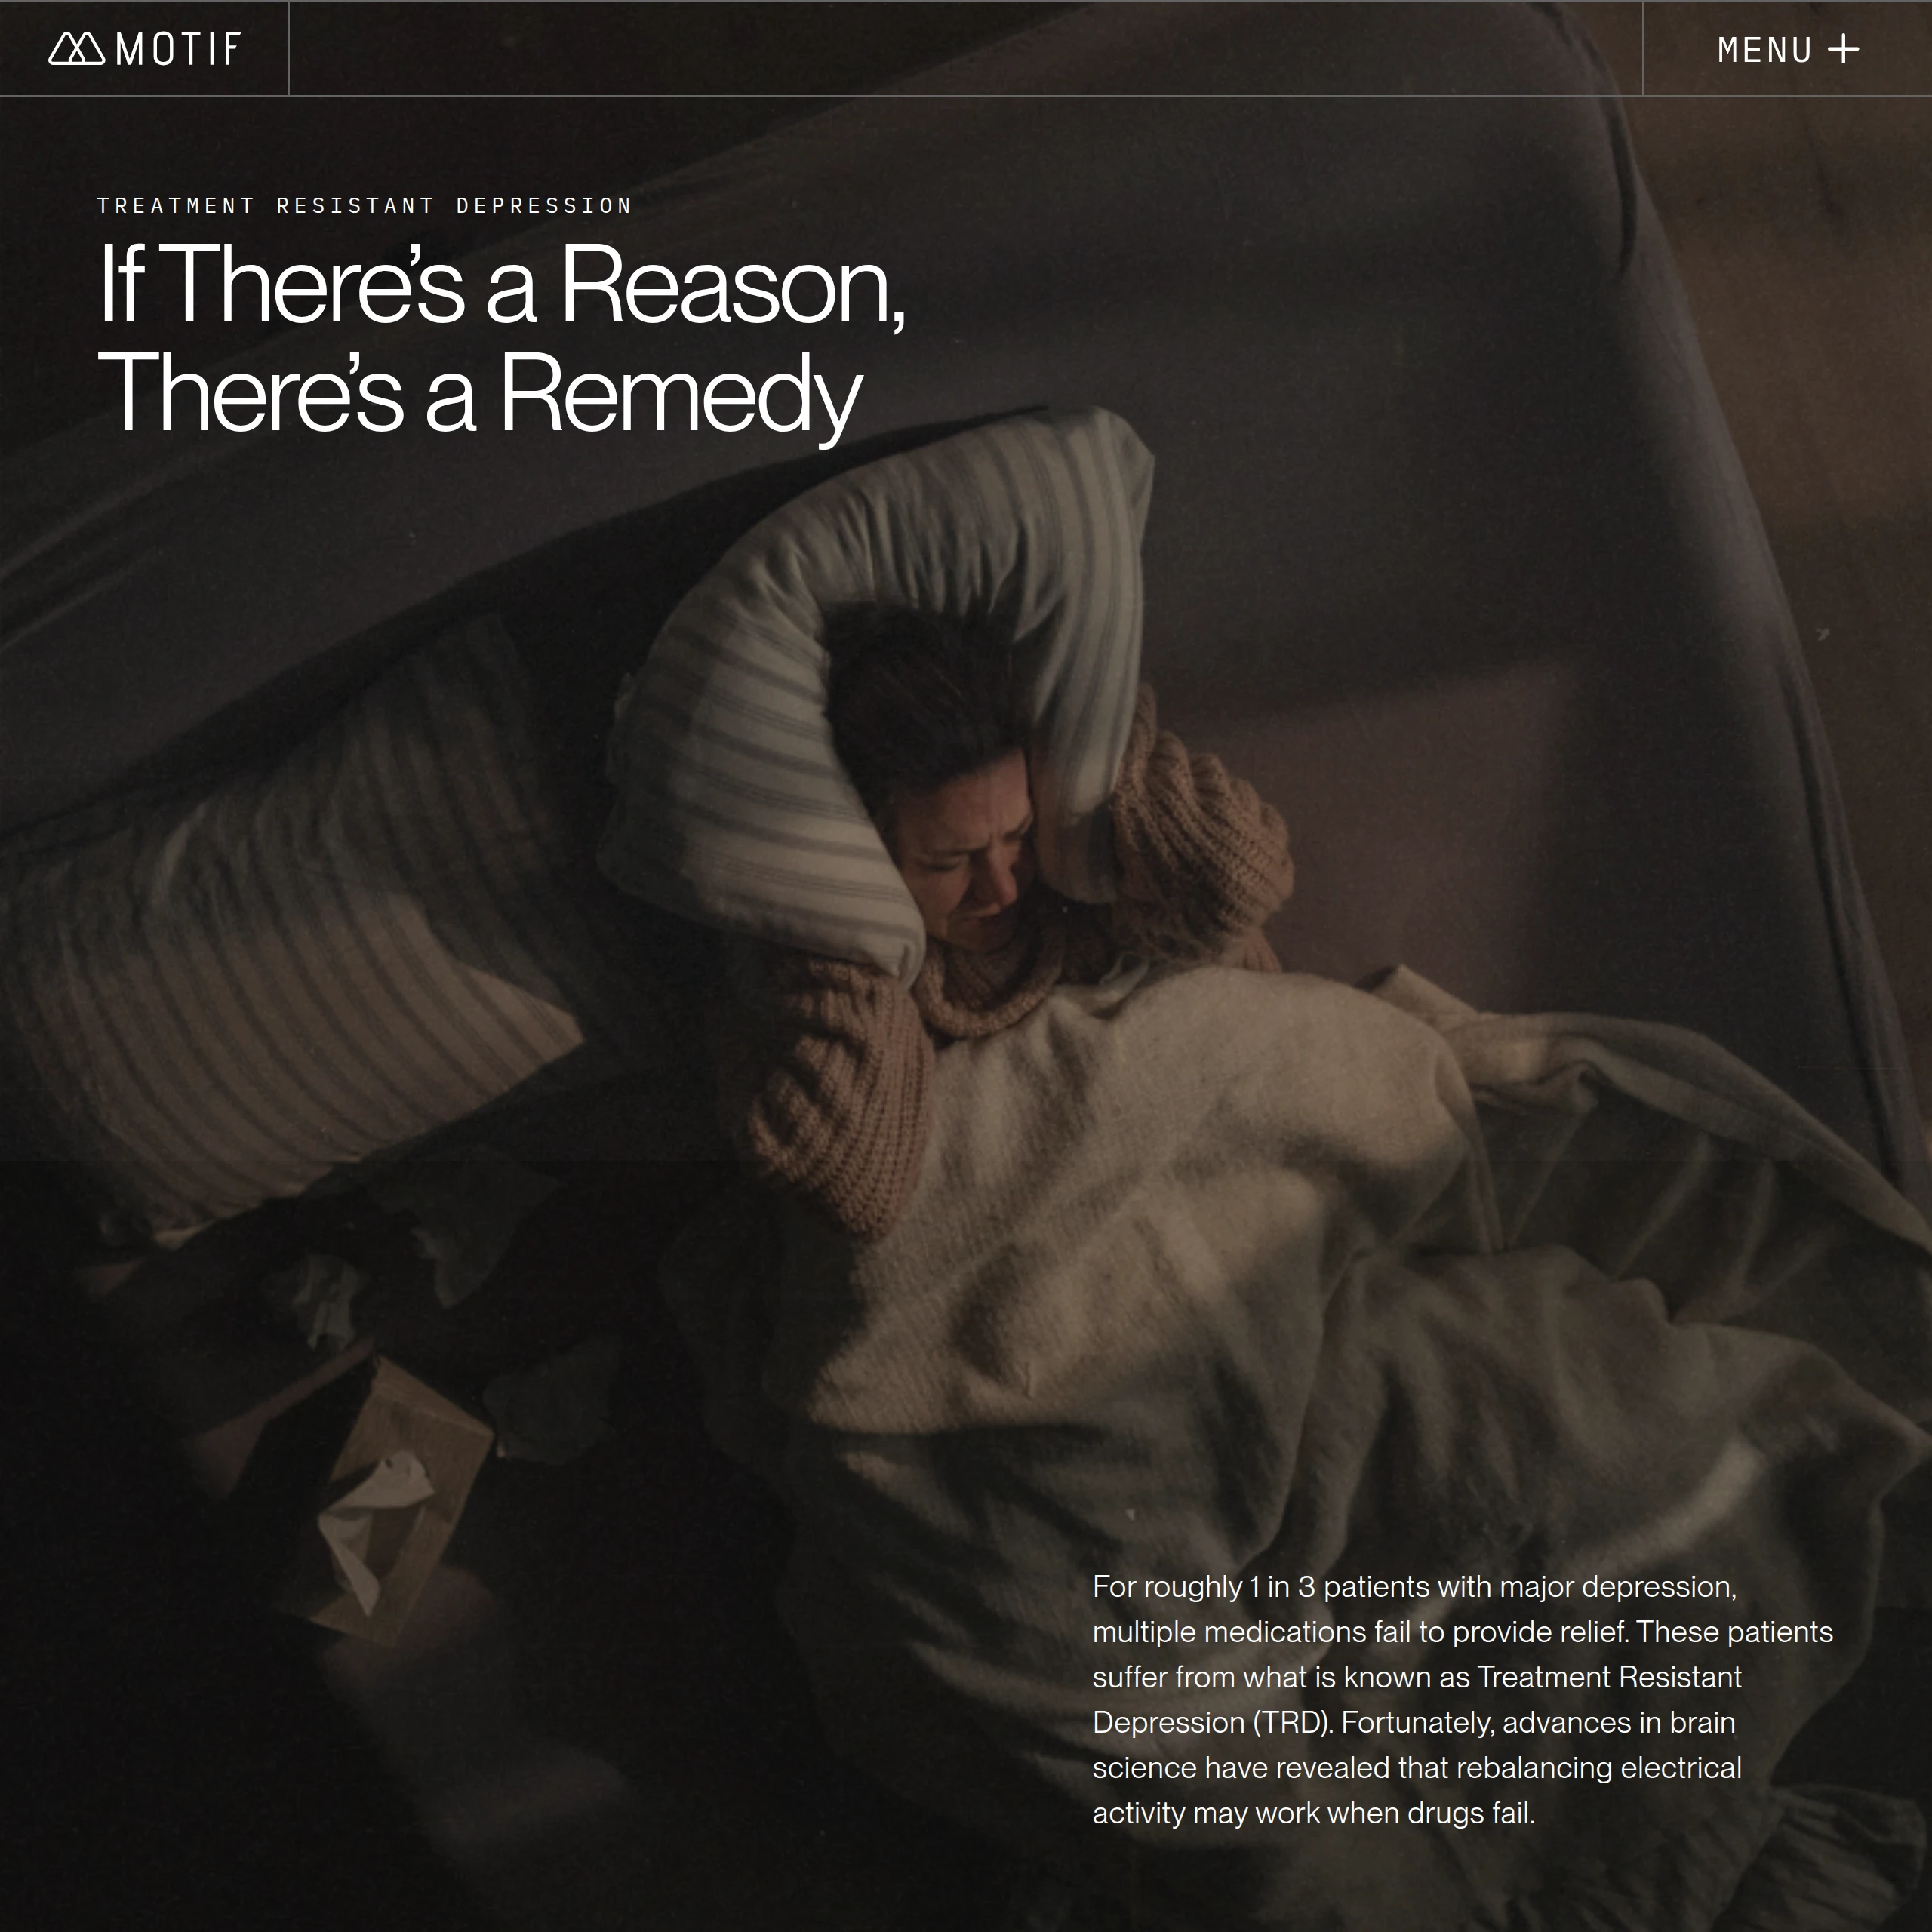 MOTIF
MENU
TREATMENT RESISTANT DEPRESSION
If There’s a Reason,
There’s a Remedy
For roughly 1 in 3 patients with major depression,
multiple medications fail to provide relief. These patients
suffer from what is known as Treatment Resistant
Depression (TRD). Fortunately, advances in brain
science have revealed that rebalancing electrical
activity may work when drugs fail.